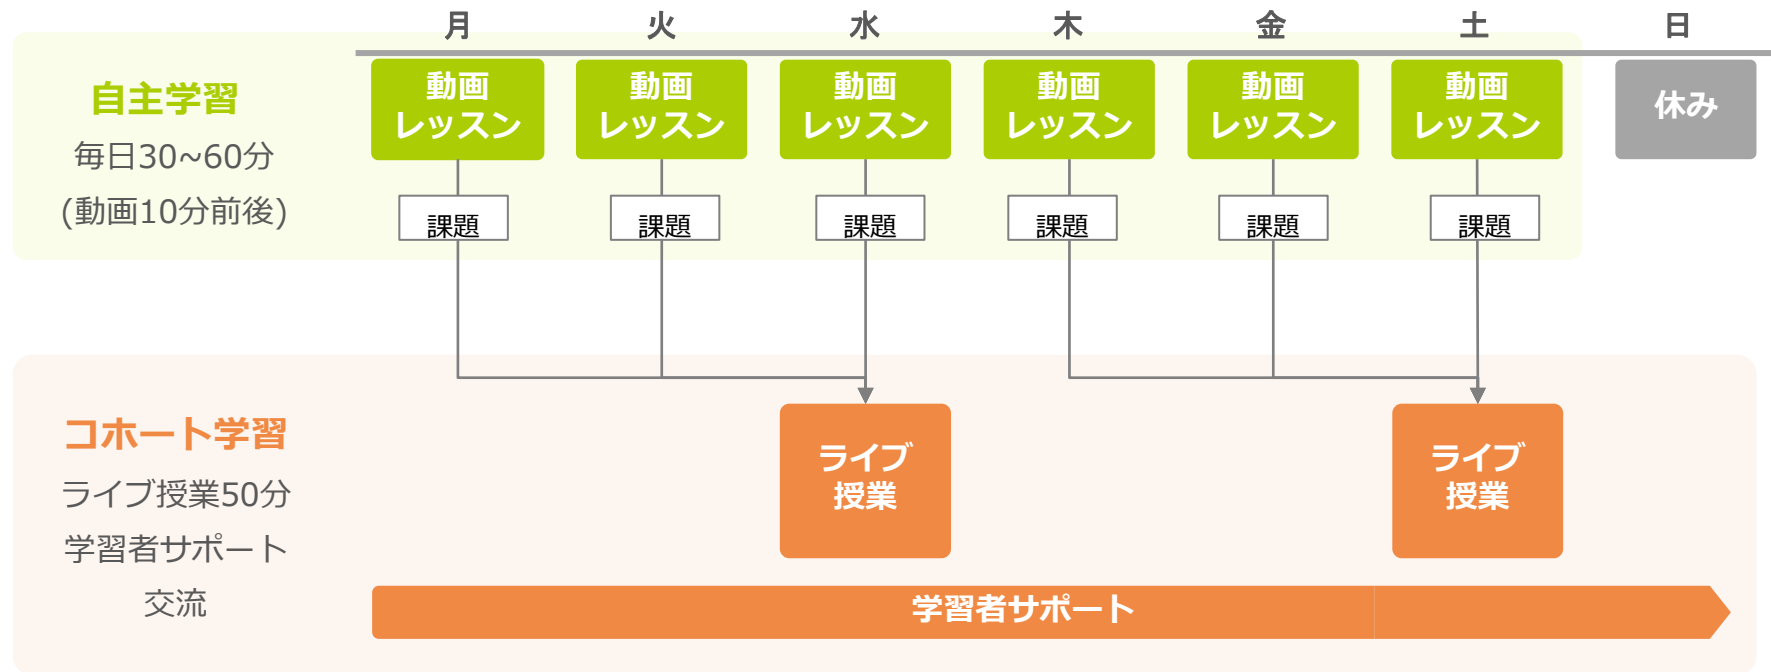 月 火 水 木 金 土 日
自主学習
毎日30~60分
(動画10分前後)
動画
レッスン
動画
レッスン
動画
レッスン
動画
レッスン
動画
レッスン
動画
レッスン
休み
課題 課題 課題 課題 課題 課題
コホート学習
ライブ授業50分
学習者サポート
交流
ライブ
授業
ライブ
授業
学習者サポート